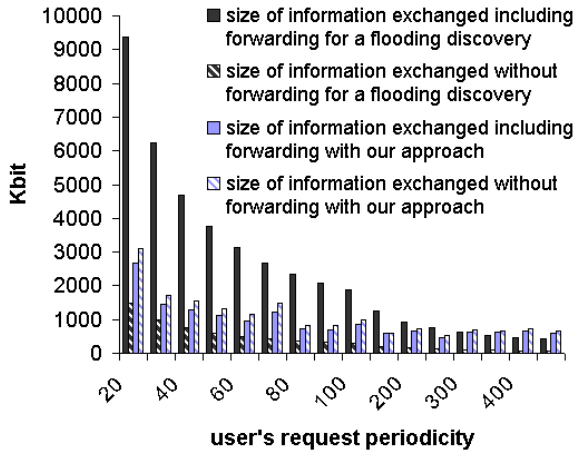 10000
9000
8000
7000
6000
5000
4000
3000
2000
1000
0
Kbit
size of information exchanged including
forwarding for a flooding discovery
size of information exchanged without
forwarding for a flooding discovery
size of information exchanged including
forwarding with our approach
size of information exchanged without
forwarding with our approach
20 40 60 80 100 200 300 400
user's request periodicity